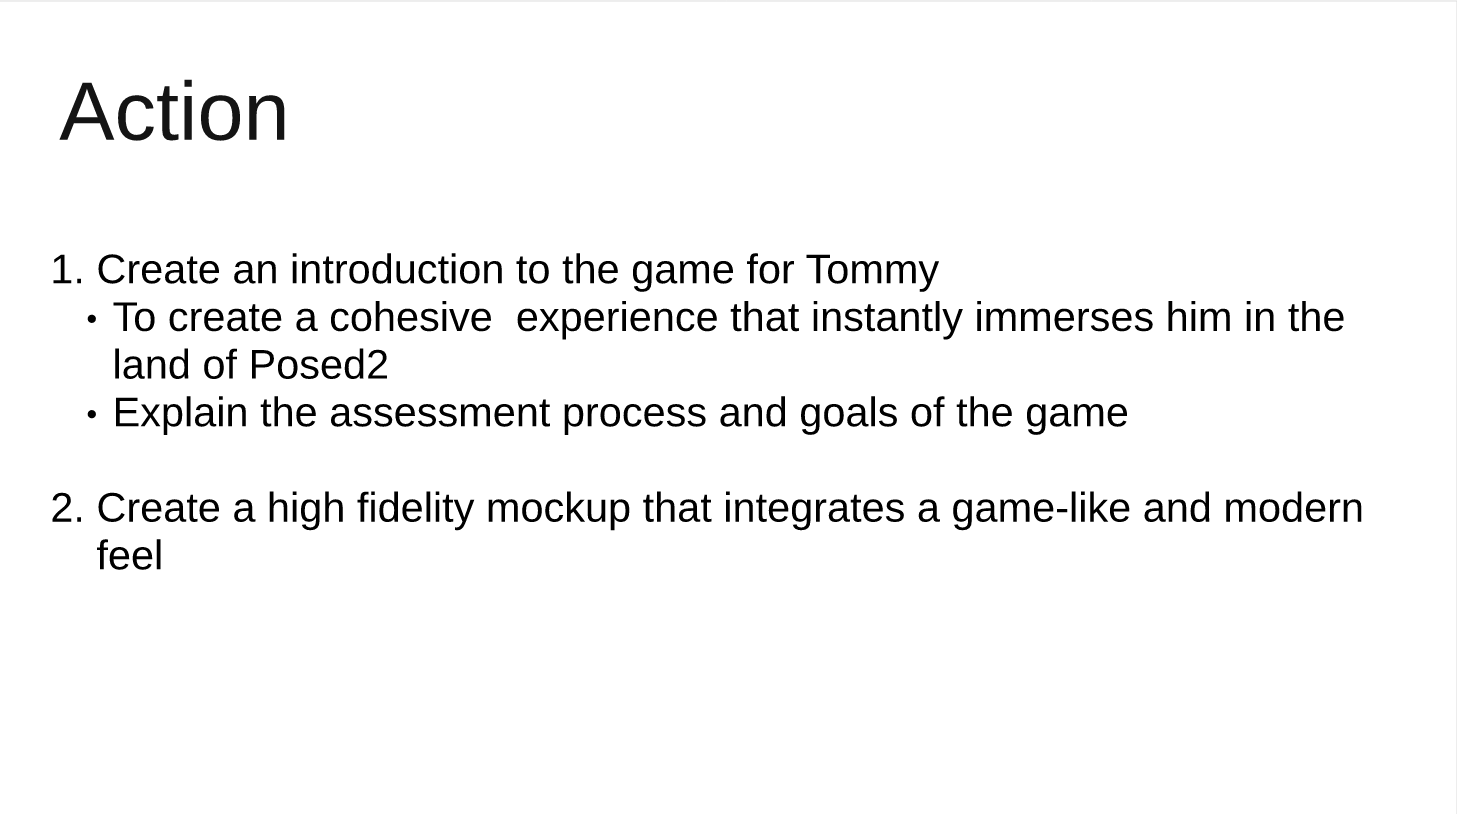 Action
1. Create an introduction to the game for Tommy
• To create a cohesive  experience that instantly immerses him in the
land of Posed2
• Explain the assessment process and goals of the game
2. Create a high fidelity mockup that integrates a game-like and modern
feel